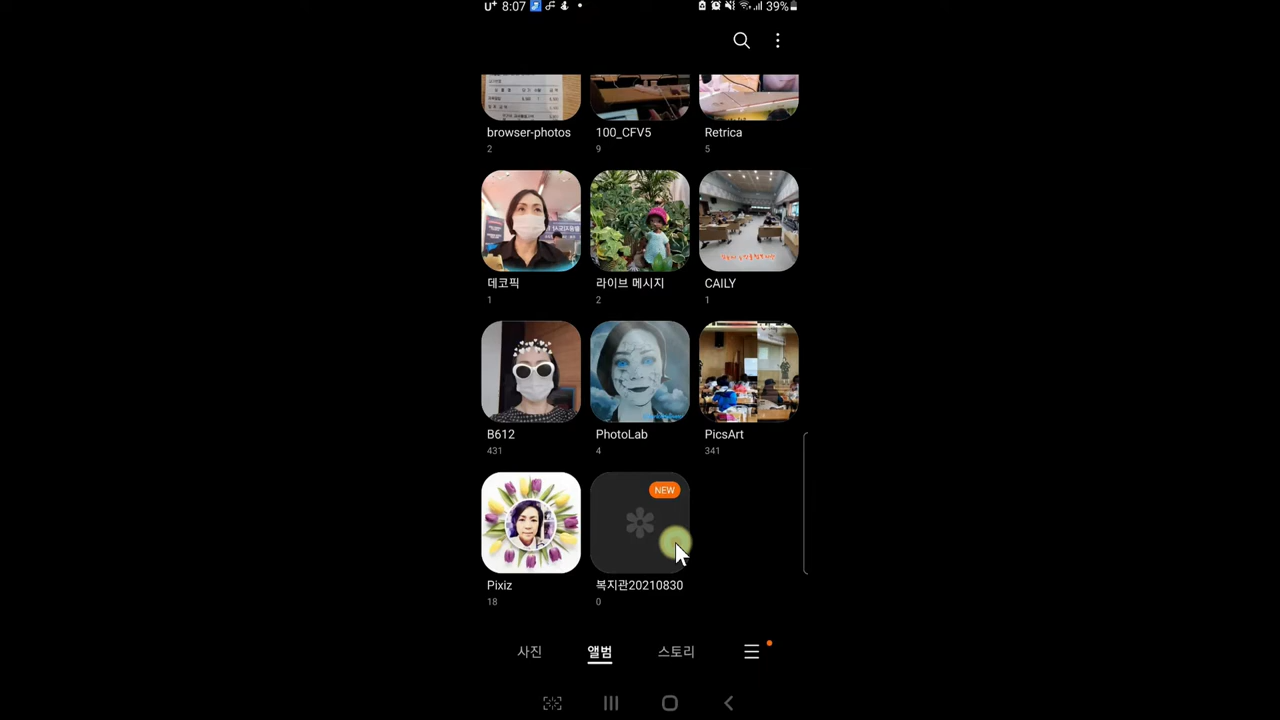 U+ 8:07
39%
browser-photos
100_CFV5
Retrica
2
9
5
데코픽
라이브 메시지
CAILY
1
2
1
B612
PhotoLab
PicsArt
431
4
341
NEW
Pixiz
복지관20210830
18
0
사진
앨범
스토리